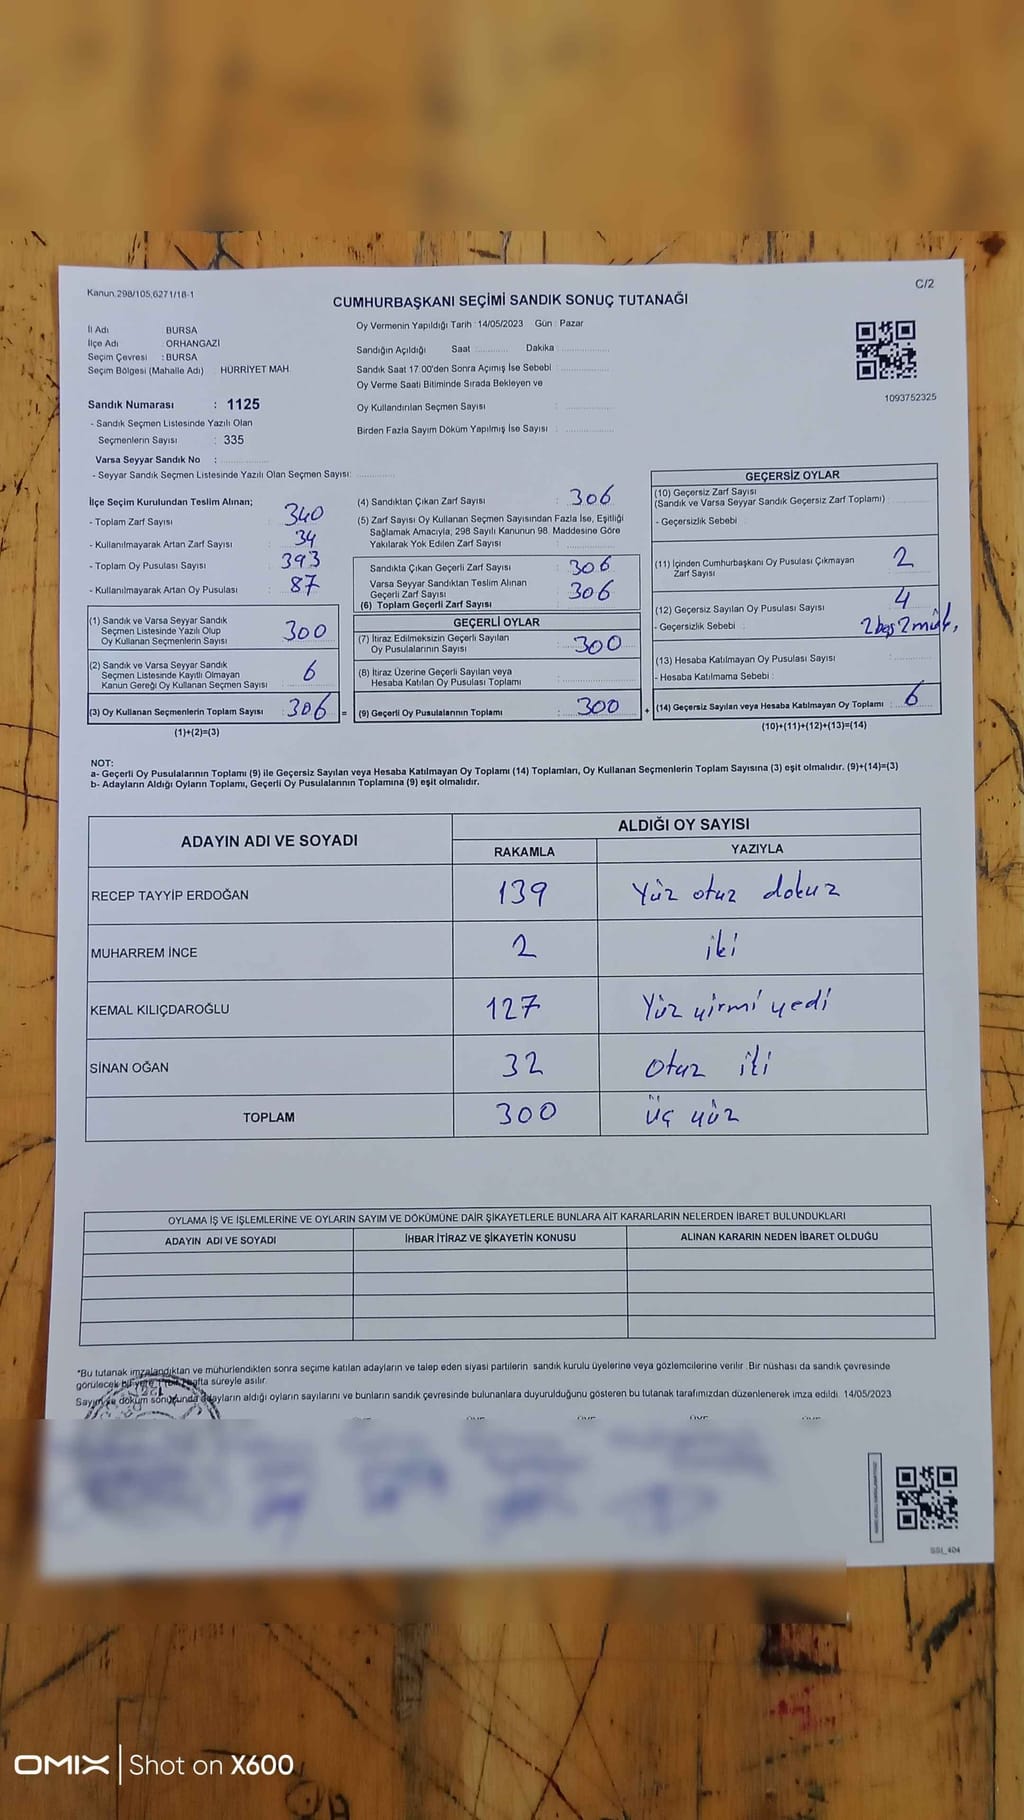 Kanun.298/105,6271/18-1
C/2
CUMHURBAŞKANI SEÇİMİ SANDIK SONUÇ TUTANAĞI
İl Adı BURSA
İlçe Adı : ORHANGAZİ
Seçim Çevresi : BURSA
Seçim Bölgesi (Mahalle Adı) HÜRRİYET MAH.
Sandık Numarası : 1125
- Sandık Seçmen Listesinde Yazılı Olan
Seçmenlerin Sayısı : 335
Varsa Seyyar Sandık No :
- Seyyar Sandık Seçmen Listesinde Yazılı Olan Seçmen Sayısı:
Oy Vermenin Yapıldığı Tarih : 14/05/2023 Gün : Pazar
Sandığın Açıldığı Saat Dakika
Sandık Saat 17.00'den Sonra Açımış İse Sebebi
Oy Verme Saati Bitiminde Sırada Bekleyen ve
Oy Kullandırılan Seçmen Sayısı :
Birden Fazla Sayım Döküm Yapılmış İse Sayısı :
1093752325
İlçe Seçim Kurulundan Teslim Alınan;
- Toplam Zarf Sayısı : 340
- Kullanılmayarak Artan Zarf Sayısı : 34
- Toplam Oy Pusulası Sayısı : 393
- Kullanılmayarak Artan Oy Pusulası : 87
(1) Sandık ve Varsa Seyyar Sandık
Seçmen Listesinde Yazılı Olup
Oy Kullanan Seçmenlerin Sayısı : 300
(2) Sandık ve Varsa Seyyar Sandık
Seçmen Listesinde Kayıtlı Olmayan
Kanun Gereği Oy Kullanan Seçmen Sayısı : 6
(3) Oy Kullanan Seçmenlerin Toplam Sayısı : 306 =
(1)+(2)=(3)
(4) Sandıktan Çıkan Zarf Sayısı : 306
(5) Zarf Sayısı Oy Kullanan Seçmen Sayısından Fazla İse, Eşitliği
Sağlamak Amacıyla, 298 Sayılı Kanunun 98. Maddesine Göre
Yakılarak Yok Edilen Zarf Sayısı :
Sandıkta Çıkan Geçerli Zarf Sayısı : 306
Varsa Seyyar Sandıktan Teslim Alınan
Geçerli Zarf Sayısı : 306
(6) Toplam Geçerli Zarf Sayısı
GEÇERLİ OYLAR
(7) İtiraz Edilmeksizin Geçerli Sayılan
Oy Pusulalarının Sayısı : 300
(8) İtiraz Üzerine Geçerli Sayılan veya
Hesaba Katılan Oy Pusulası Toplamı :
(9) Geçerli Oy Pusulalarının Toplamı : 300 +
GEÇERSİZ OYLAR
(10) Geçersiz Zarf Sayısı
(Sandık ve Varsa Seyyar Sandık Geçersiz Zarf Toplamı) :
- Geçersizlik Sebebi :
(11) İçinden Cumhurbaşkanı Oy Pusulası Çıkmayan
Zarf Sayısı 2
(12) Geçersiz Sayılan Oy Pusulası Sayısı : 4
- Geçersizlik Sebebi : 2 boş 2
(13) Hesaba Katılmayan Oy Pusulası Sayısı :
- Hesaba Katılmama Sebebi :
(14) Geçersiz Sayılan veya Hesaba Katılmayan Oy Toplamı : 6
(10)+(11)+(12)+(13)=(14)
NOT:
a- Geçerli Oy Pusulalarının Toplamı (9) ile Geçersiz Sayılan veya Hesaba Katılmayan Oy Toplamı (14) Toplamları, Oy Kullanan Seçmenlerin Toplam Sayısına (3) eşit olmalıdır. (9)+(14)=(3)
b- Adayların Aldığı Oyların Toplamı, Geçerli Oy Pusulalarının Toplamına (9) eşit olmalıdır.
ADAYIN ADI VE SOYADI ALDIĞI OY SAYISI
RAKAMLA YAZIYLA
RECEP TAYYİP ERDOĞAN 139 Yüz otuz dokuz
MUHARREM İNCE 2 iki
KEMAL KILIÇDAROĞLU 127 Yüz yirmi yedi
SİNAN OĞAN 32 Otuz iki
TOPLAM 300 üç yüz
OYLAMA İŞ VE İŞLEMLERİNE VE OYLARIN SAYIM VE DÖKÜMÜNE DAİR ŞİKAYETLERLE BUNLARA AİT KARARLARIN NELERDEN İBARET BULUNDUKLARI
ADAYIN ADI VE SOYADI İHBAR İTİRAZ VE ŞİKAYETİN KONUSU ALINAN KARARIN NEDEN İBARET OLDUĞU
*Bu tutanak imzalandıktan ve mühürlendikten sonra seçime katılan adayların ve talep eden siyasi partilerin sandık kurulu üyelerine veya gözlemcilerine verilir .Bir nüshası da sandık çevresinde
görülecek bir yere 1 (bir) hafta süreyle asılır.
Sayım ve döküm sonucunda adayların aldığı oyların sayılarını ve bunların sandık çevresinde bulunanlara duyurulduğunu gösteren bu tutanak tarafımızdan düzenlenerek imza edildi. 14/05/2023
SSI_404
OMIX Shot on X600